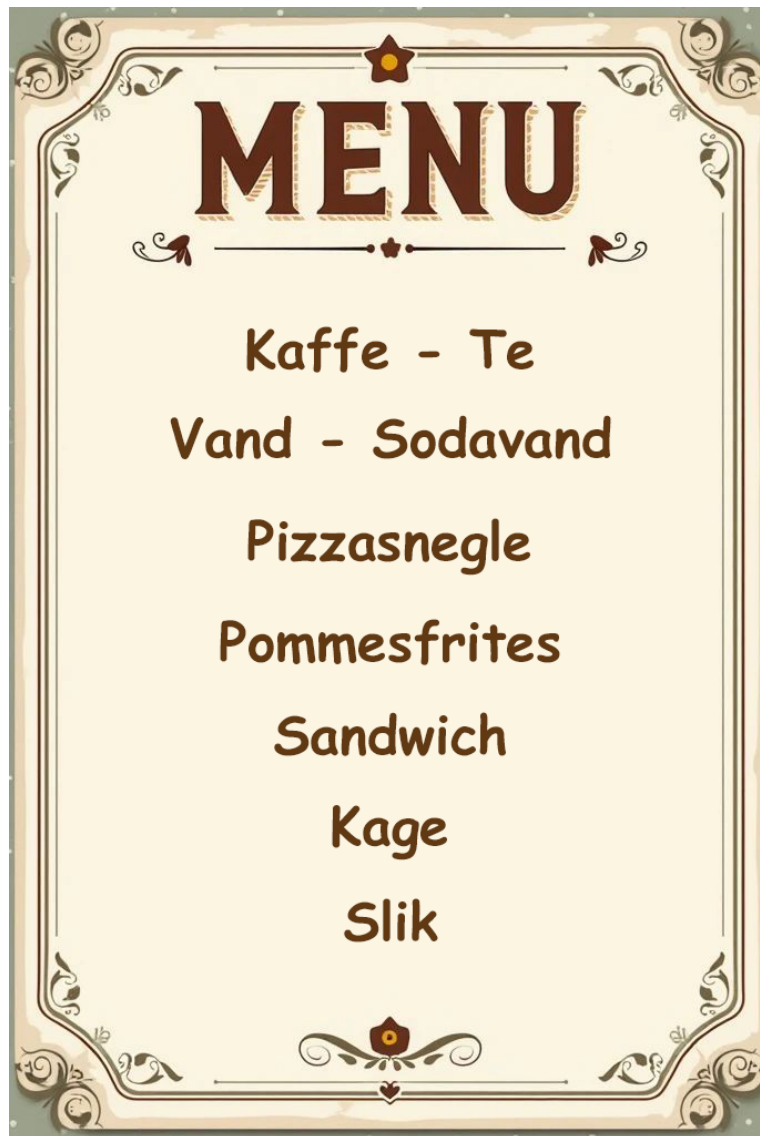 MENU
Kaffe - Te
Vand - Sodavand
Pizzasnegle
Pommesfrites
Sandwich
Kage
Slik